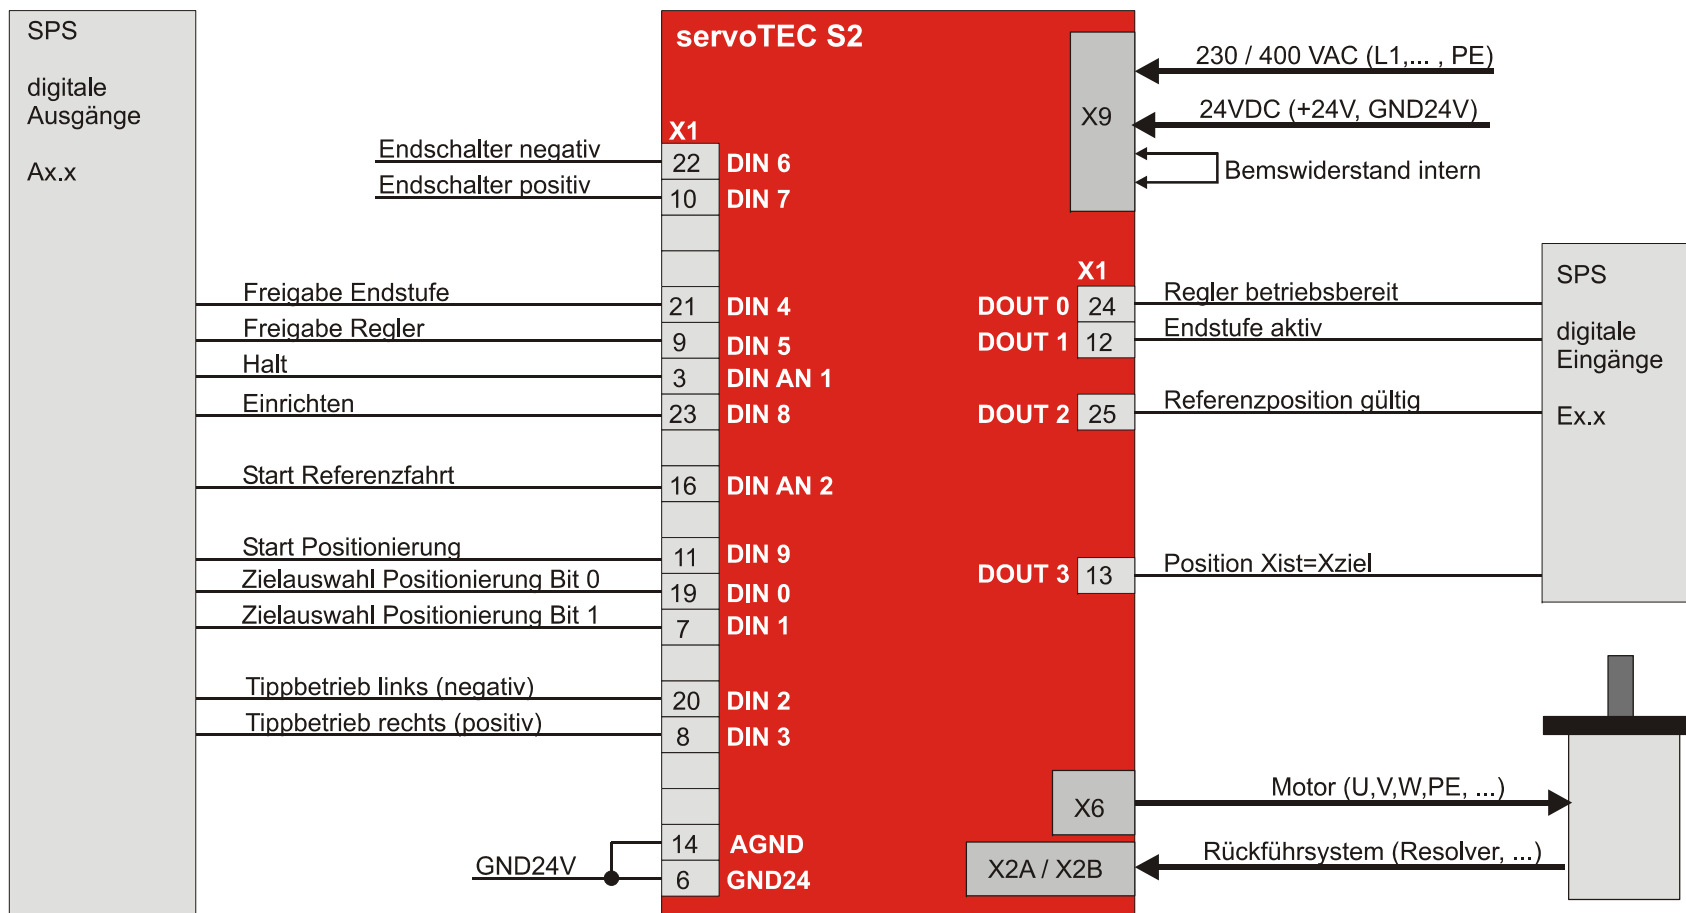 SPS
digitale
Ausgänge
Ax.x
servoTEC S2
X1
Endschalter negativ 22 DIN 6
Endschalter positiv 10 DIN 7
Freigabe Endstufe 21 DIN 4
Freigabe Regler 9 DIN 5
Halt 3 DIN AN 1
Einrichten 23 DIN 8
Start Referenzfahrt 16 DIN AN 2
Start Positionierung 11 DIN 9
Zielauswahl Positionierung Bit 0 19 DIN 0
Zielauswahl Positionierung Bit 1 7 DIN 1
Tippbetrieb links (negativ) 20 DIN 2
Tippbetrieb rechts (positiv) 8 DIN 3
14 AGND
GND24V 6 GND24
X9
230 / 400 VAC (L1,... , PE)
24VDC (+24V, GND24V)
Bemswiderstand intern
X1
DOUT 0 24 Regler betriebsbereit
DOUT 1 12 Endstufe aktiv
DOUT 2 25 Referenzposition gültig
DOUT 3 13 Position Xist=Xziel
SPS
digitale
Eingänge
Ex.x
X6 Motor (U,V,W,PE, ...)
X2A / X2B Rückführsystem (Resolver, ...)